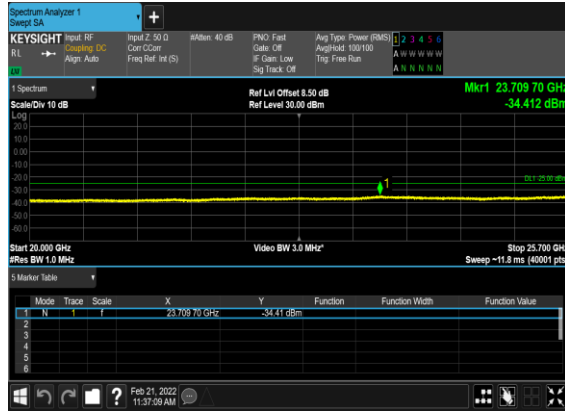 Spectrum Analyzer 1
Swept SA
KEYSIGHT Input: RF Input Z: 50 Ω #Atten: 40 dB PNO: Fast Avg Type: Power (RMS) 1 2 3 4 5 6
RL Coupling: DC Corr CCorr Gate: Off Avg|Hold: 100/100 A W W W W W
Align: Auto Freq Ref: Int (S) IF Gain: Low Trig: Free Run
Sig Track: Off A N N N N N
1 Spectrum Ref Lvl Offset 8.50 dB Mkr1 23.709 70 GHz
Scale/Div 10 dB Ref Level 30.00 dBm -34.412 dBm
Log
20.0
10.0
0.00
-10.0
-20.0
1
DL1 -25.00 dBm
-30.0
-40.0
-50.0
-60.0
Start 20.000 GHz Video BW 3.0 MHz* Stop 25.700 GHz
#Res BW 1.0 MHz Sweep ~11.8 ms (40001 pts)
5 Marker Table
Mode Trace Scale X Y Function Function Width Function Value
1 N 1 f 23.709 70 GHz -34.41 dBm
2
3
4
5
6
? Feb 21, 2022
11:37:09 AM